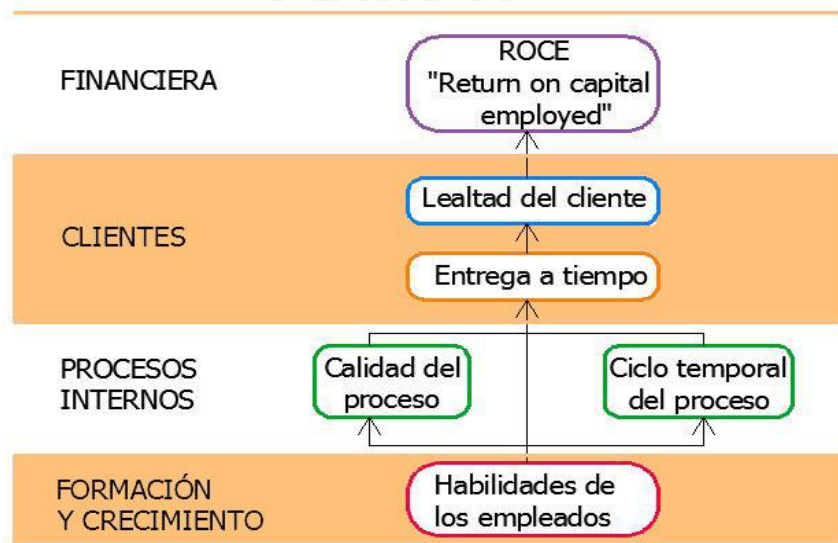 FINANCIERA
ROCE
"Return on capital
employed"
CLIENTES
Lealtad del cliente
Entrega a tiempo
PROCESOS
INTERNOS
Calidad del
proceso
Ciclo temporal
del proceso
FORMACIÓN
Y CRECIMIENTO
Habilidades de
los empleados